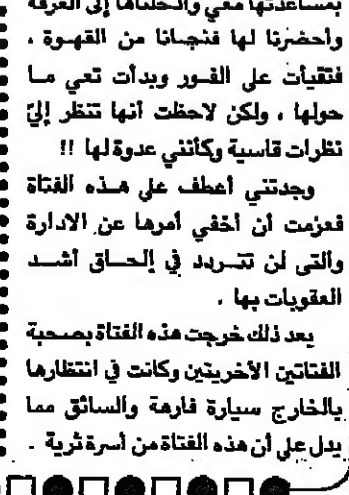 بمساعدتها معي وادخلناها إلى الغرفة
وأحضرنا لها فنجانا من القهوة ،
فتقيأت على الفور وبدأت تعي ما
حولها ، ولكن لاحظت أنها تنظر إليّ
نظرات قاسية وكأنني عدوة لها !!
وجدتني أعطف على هذه الفتاة
فعزمت أن أخفي أمرها عن الادارة
والتى لن تتردد في إلحاق أشد
العقوبات بها .
بعد ذلك خرجت هذه الفتاة بصحبة
الفتاتين الأخريتين وكانت في انتظارها
بالخارج سيارة فارهة والسائق مما
يدل على أن هذه الفتاة من أسرة ثرية .